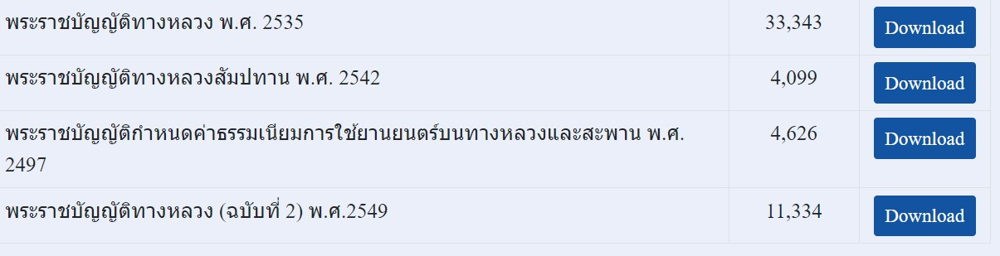 พระราชบัญญัติทางหลวง พ.ศ. 2535 33,343 Download
พระราชบัญญัติทางหลวงสัมปทาน พ.ศ. 2542 4,099 Download
พระราชบัญญัติกำหนดค่าธรรมเนียมการใช้ยานยนตร์บนทางหลวงและสะพาน พ.ศ. 4,626 Download
2497
พระราชบัญญัติทางหลวง (ฉบับที่ 2) พ.ศ.2549 11,334 Download